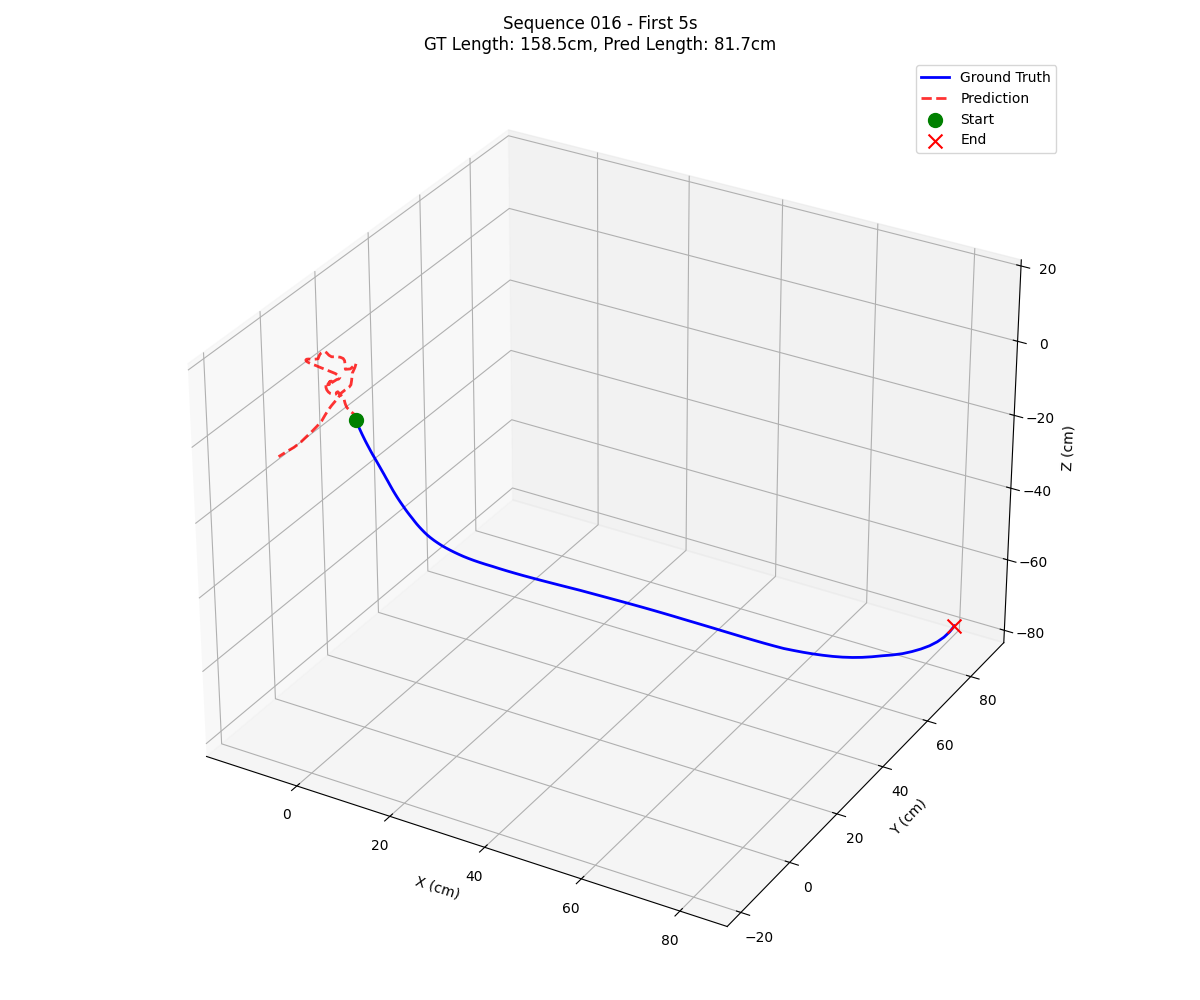 Sequence 016 - First 5s
GT Length: 158.5cm, Pred Length: 81.7cm
Ground Truth
Prediction
Start
End
20
0
−20
−40
−60
−80
Z (cm)
80
60
40
20
0
−20
Y (cm)
0
20
40
60
80
X (cm)